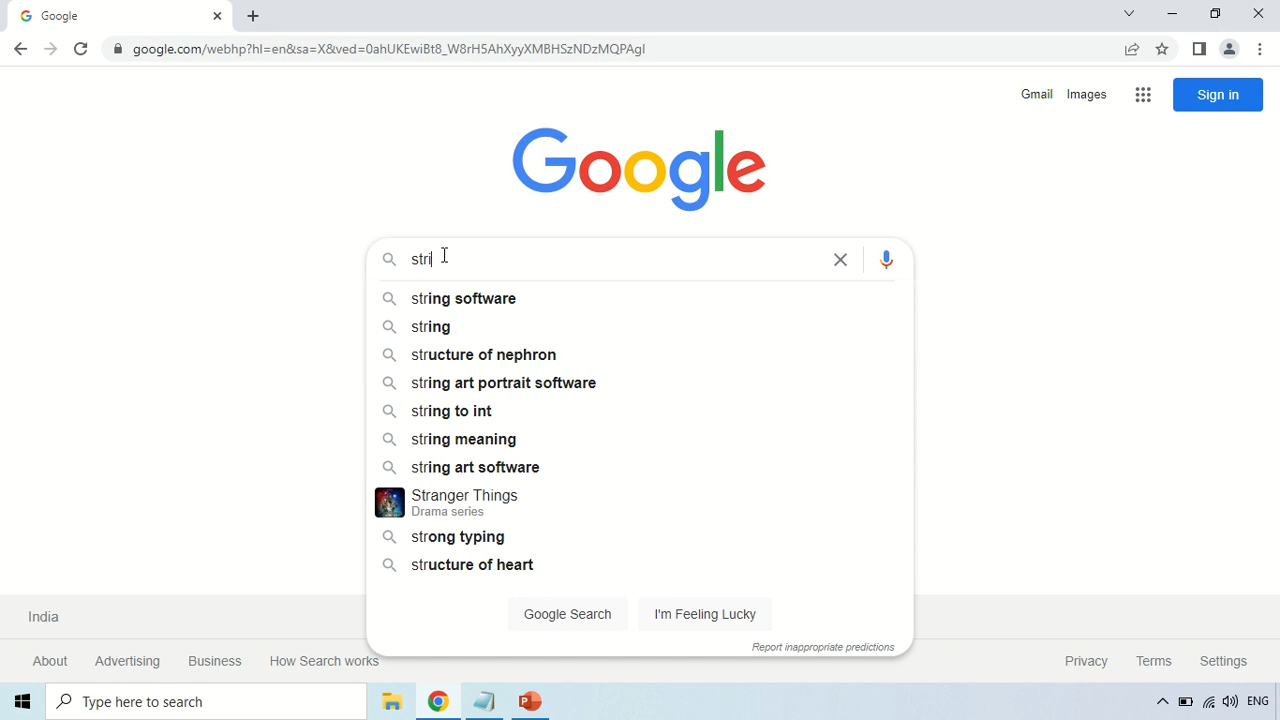 Google
google.com/webhp?hl=en&sa=X&ved=0ahUKEwiBt8_W8rH5AhXyyXMBHSzNDzMQPAgI
Gmail Images Sign in
Google
stri
string software
string
structure of nephron
string art portrait software
string to int
string meaning
string art software
Stranger Things
Drama series
strong typing
structure of heart
Google Search I'm Feeling Lucky
Report inappropriate predictions
India
About Advertising Business How Search works Privacy Terms Settings
Type here to search ENG